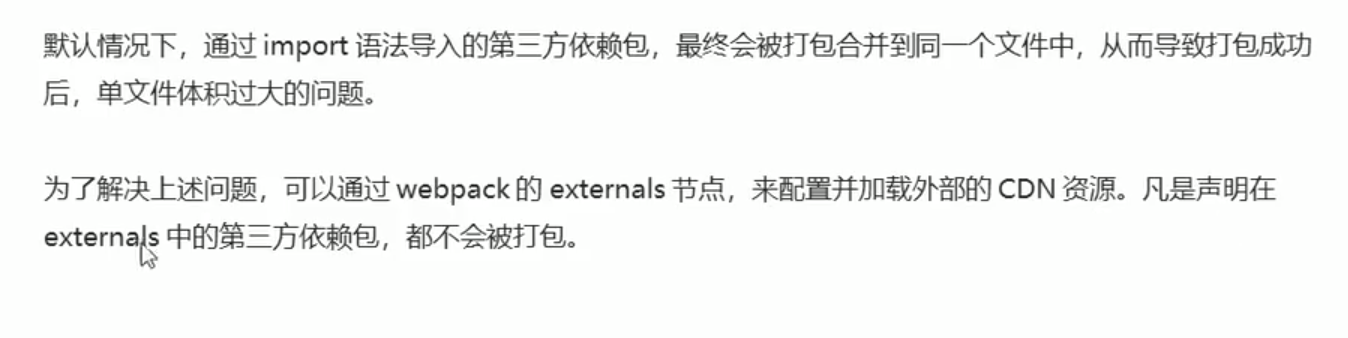 默认情况下，通过 import 语法导入的第三方依赖包，最终会被打包合并到同一个文件中，从而导致打包成功
后，单文件体积过大的问题。
为了解决上述问题，可以通过 webpack 的 externals 节点，来配置并加载外部的 CDN 资源。凡是声明在
externals 中的第三方依赖包，都不会被打包。